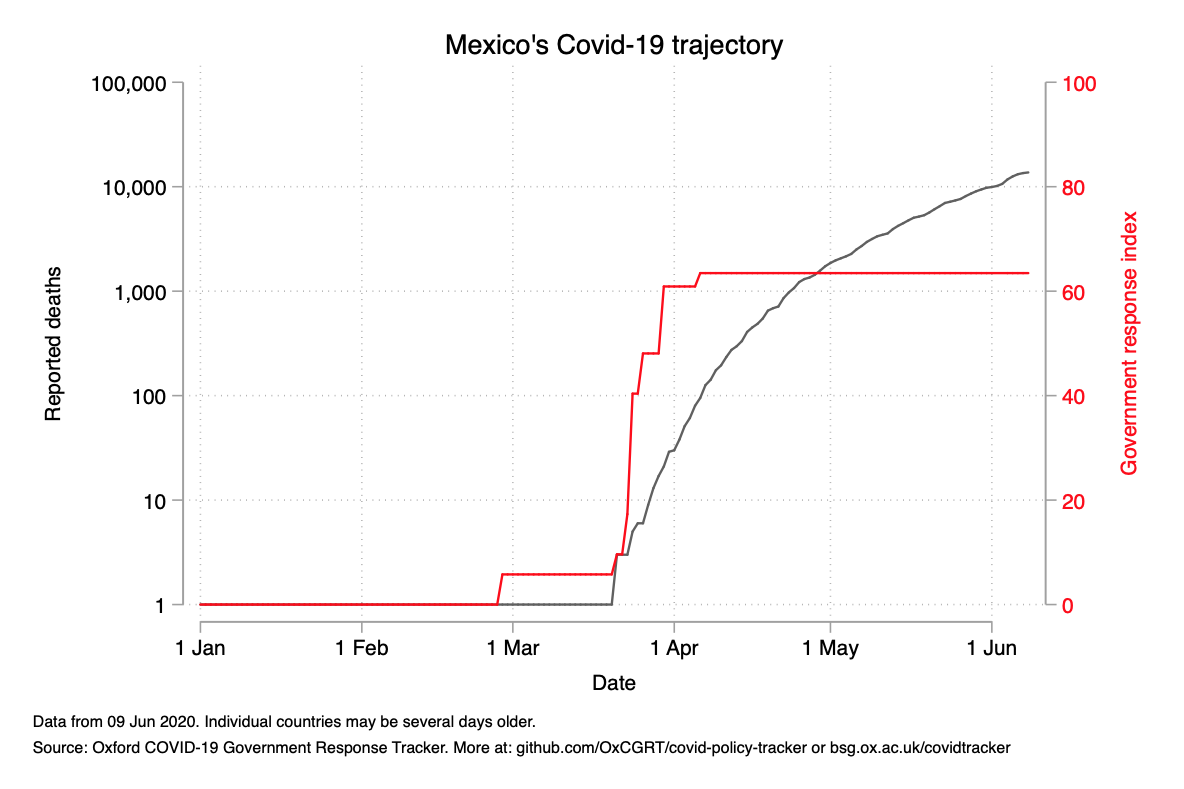 Mexico's Covid-19 trajectory
100,000
10,000
1,000
100
10
1
Reported deaths
100
80
60
40
20
0
Government response index
1 Jan
1 Feb
1 Mar
1 Apr
1 May
1 Jun
Date
Data from 09 Jun 2020. Individual countries may be several days older.
Source: Oxford COVID-19 Government Response Tracker. More at: github.com/OxCGRT/covid-policy-tracker or bsg.ox.ac.uk/covidtracker